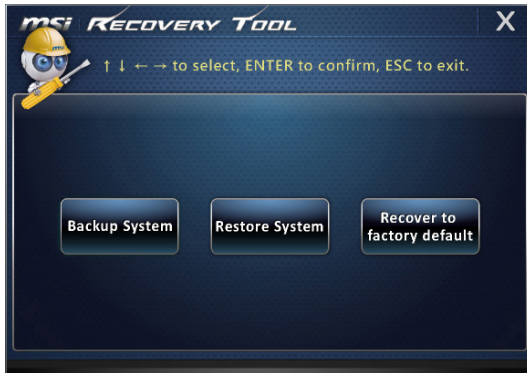 msi RECOVERY TOOL X
↑ ↓ ← → to select, ENTER to confirm, ESC to exit.
Backup System
Restore System
Recover to
factory default